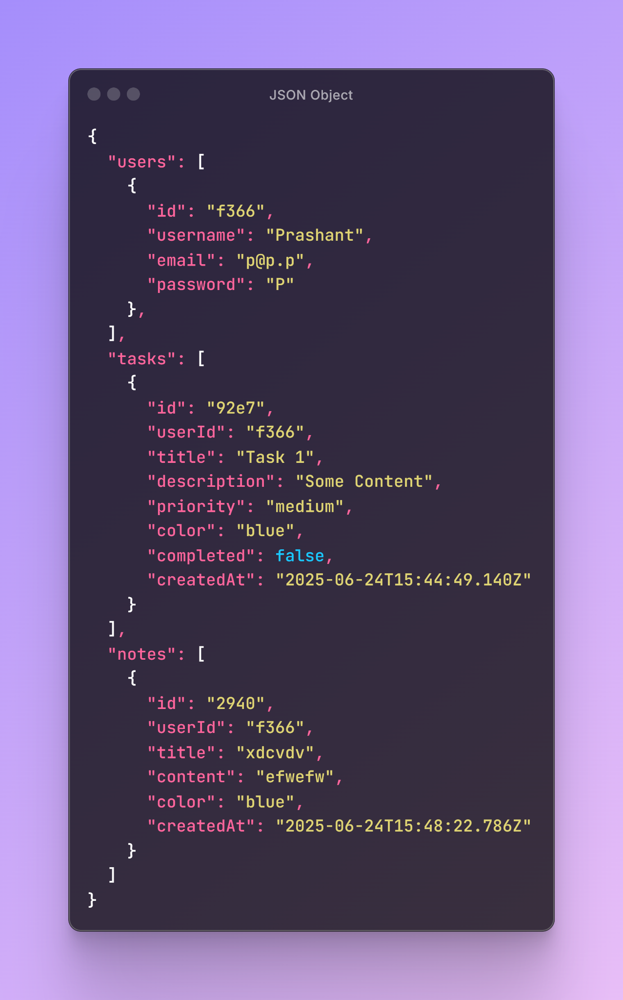 JSON Object
{
  "users": [
    {
      "id": "f366",
      "username": "Prashant",
      "email": "p@p.p",
      "password": "P"
    },
  ],
  "tasks": [
    {
      "id": "92e7",
      "userId": "f366",
      "title": "Task 1",
      "description": "Some Content",
      "priority": "medium",
      "color": "blue",
      "completed": false,
      "createdAt": "2025-06-24T15:44:49.140Z"
    }
  ],
  "notes": [
    {
      "id": "2940",
      "userId": "f366",
      "title": "xdcvdv",
      "content": "efwefw",
      "color": "blue",
      "createdAt": "2025-06-24T15:48:22.786Z"
    }
  ]
}